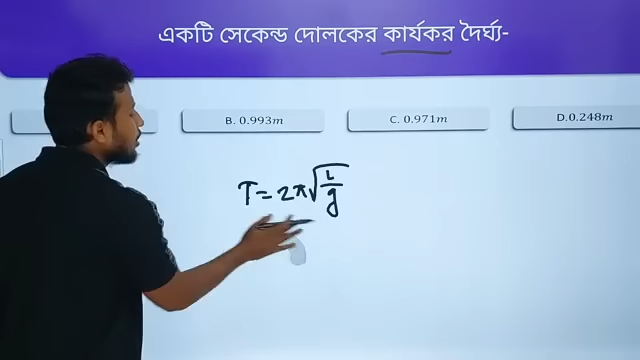 একটি সেকেন্ড দোলকের কার্যকর দৈর্ঘ্য-
B. 0.993m
C. 0.971m
D.0.248m
T = 2π√(L/g)